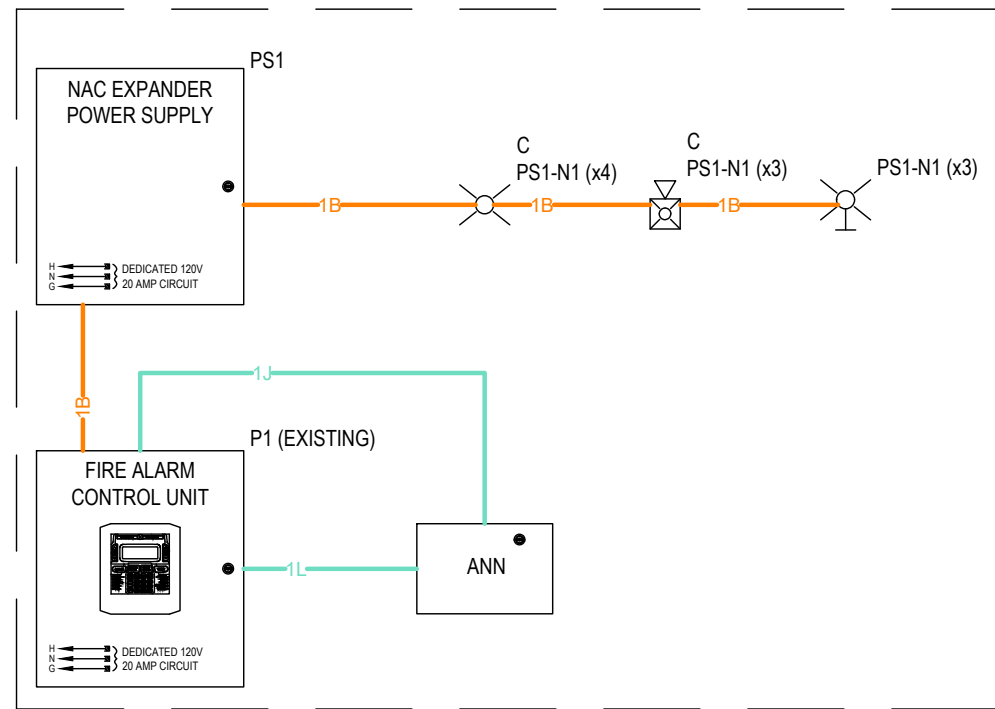 PS1
NAC EXPANDER
POWER SUPPLY
C
PS1-N1 (x4)
C
PS1-N1 (x3)
PS1-N1 (x3)
1B
1B
1B
H
N
G
DEDICATED 120V
20 AMP CIRCUIT
1B
1J
P1 (EXISTING)
FIRE ALARM
CONTROL UNIT
1L
ANN
H
N
G
DEDICATED 120V
20 AMP CIRCUIT